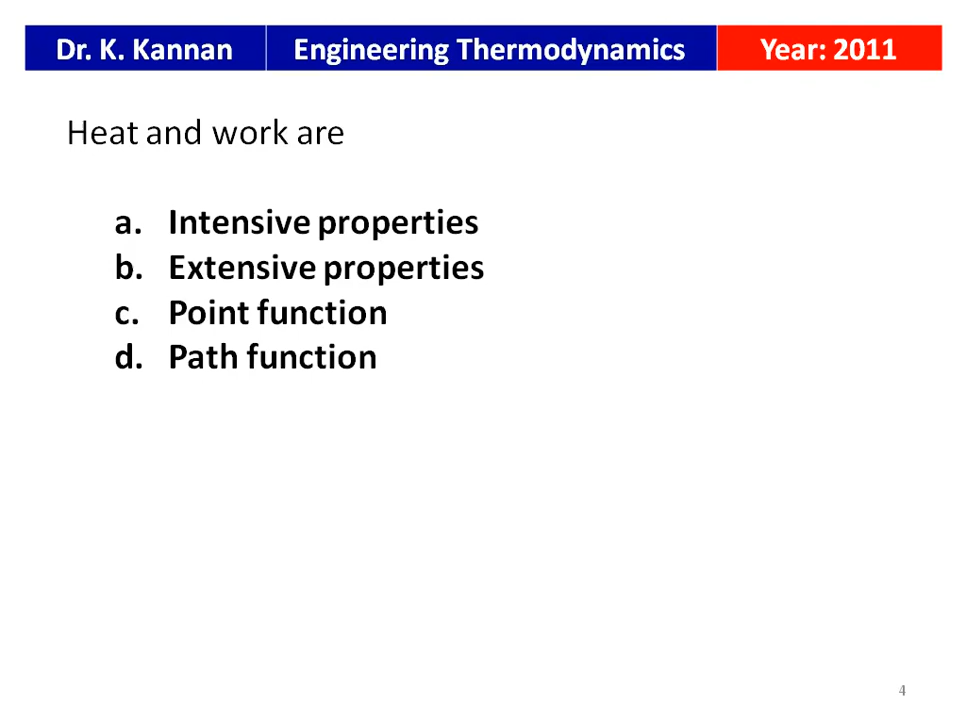 Dr. K. Kannan Engineering Thermodynamics Year: 2011
Heat and work are
a. Intensive properties
b. Extensive properties
c. Point function
d. Path function
4